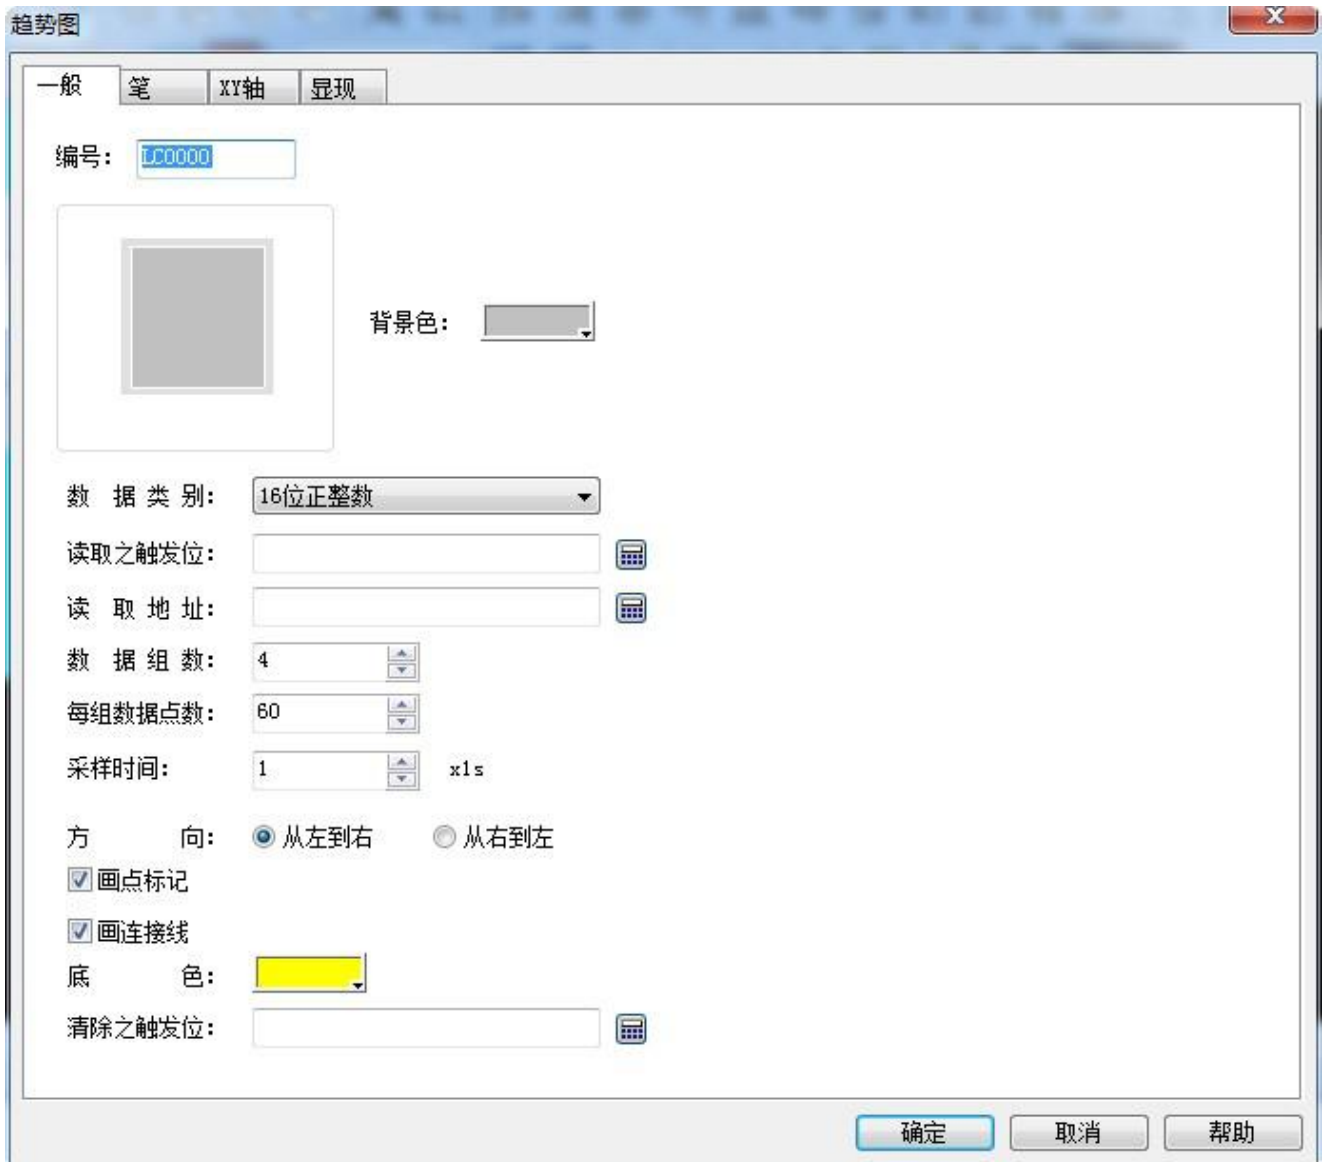 趋势图
一般 笔 XY轴 显现
编号: LC0000
背景色:
数 据 类 别: 16位正整数
读取之触发位:
读 取 地 址:
数 据 组 数: 4
每组数据点数: 60
采样时间: 1 x1s
方 向: 从左到右 从右到左
画点标记
画连接线
底 色:
清除之触发位:
确定 取消 帮助